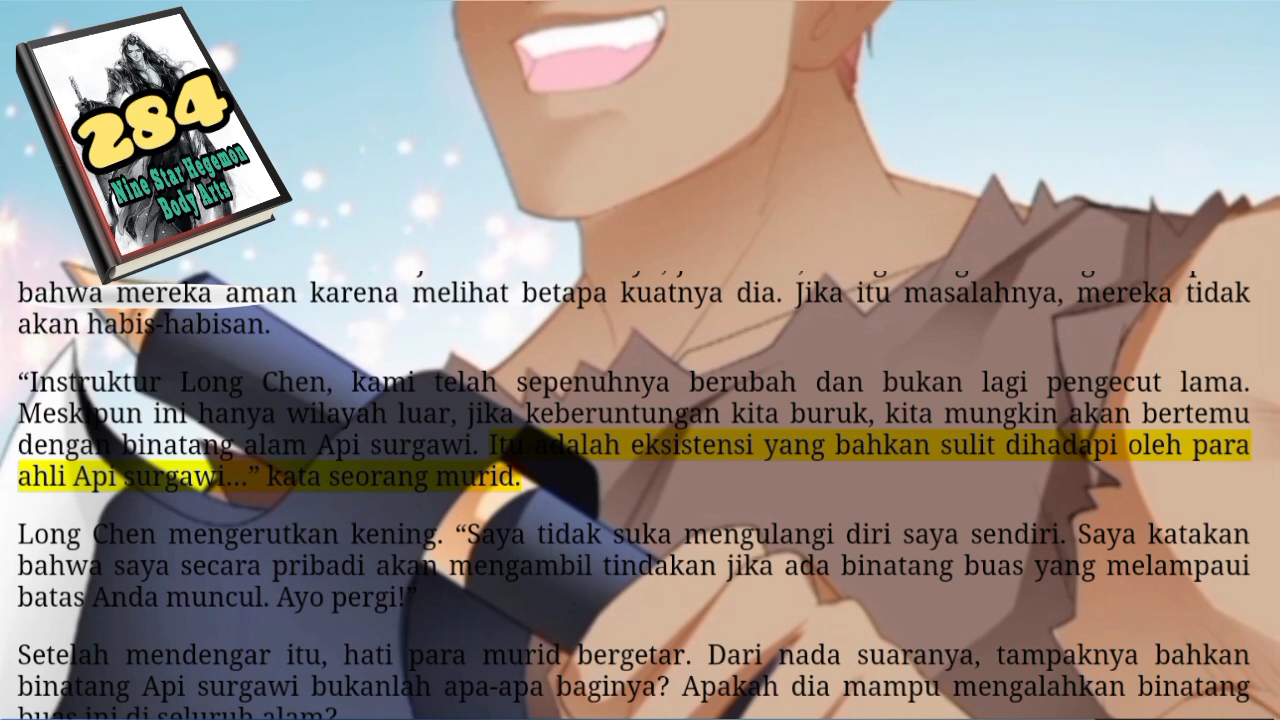 284
Nine Star Hegemon
Body Arts
bahwa mereka aman karena melihat betapa kuatnya dia. Jika itu masalahnya, mereka tidak
akan habis-habisan.
“Instruktur Long Chen, kami telah sepenuhnya berubah dan bukan lagi pengecut lama.
Meskipun ini hanya wilayah luar, jika keberuntungan kita buruk, kita mungkin akan bertemu
dengan binatang alam Api surgawi. Itu adalah eksistensi yang bahkan sulit dihadapi oleh para
ahli Api surgawi...” kata seorang murid.
Long Chen mengerutkan kening. “Saya tidak suka mengulangi diri saya sendiri. Saya katakan
bahwa saya secara pribadi akan mengambil tindakan jika ada binatang buas yang melampaui
batas Anda muncul. Ayo pergi!”
Setelah mendengar itu, hati para murid bergetar. Dari nada suaranya, tampaknya bahkan
binatang Api surgawi bukanlah apa-apa baginya? Apakah dia mampu mengalahkan binatang
buas ini di seluruh alam?